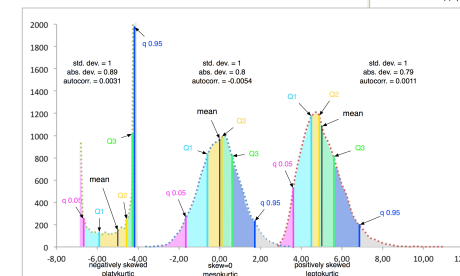 2000
1800
1600
1400
1200
1000
800
600
400
200
0
q 0.95
std. dev. = 1
abs. dev. = 0.89
autocorr. = 0.0031
std. dev. = 1
abs. dev. = 0.8
autocorr. = -0.0054
std. dev. = 1
abs. dev. = 0.79
autocorr. = 0.0011
Q3
mean
q 0.05
Q1
Q2
mean
Q2
Q1
Q3
q 0.05
q 0.95
Q1
Q2
mean
Q3
q 0.05
q 0.95
-8,00 -6,00 -4,00 -2,00 0,00 2,00 4,00 6,00 8,00 10,00
negatively skewed skew=0 positively skewed
platykurtic mesokurtic leptokurtic